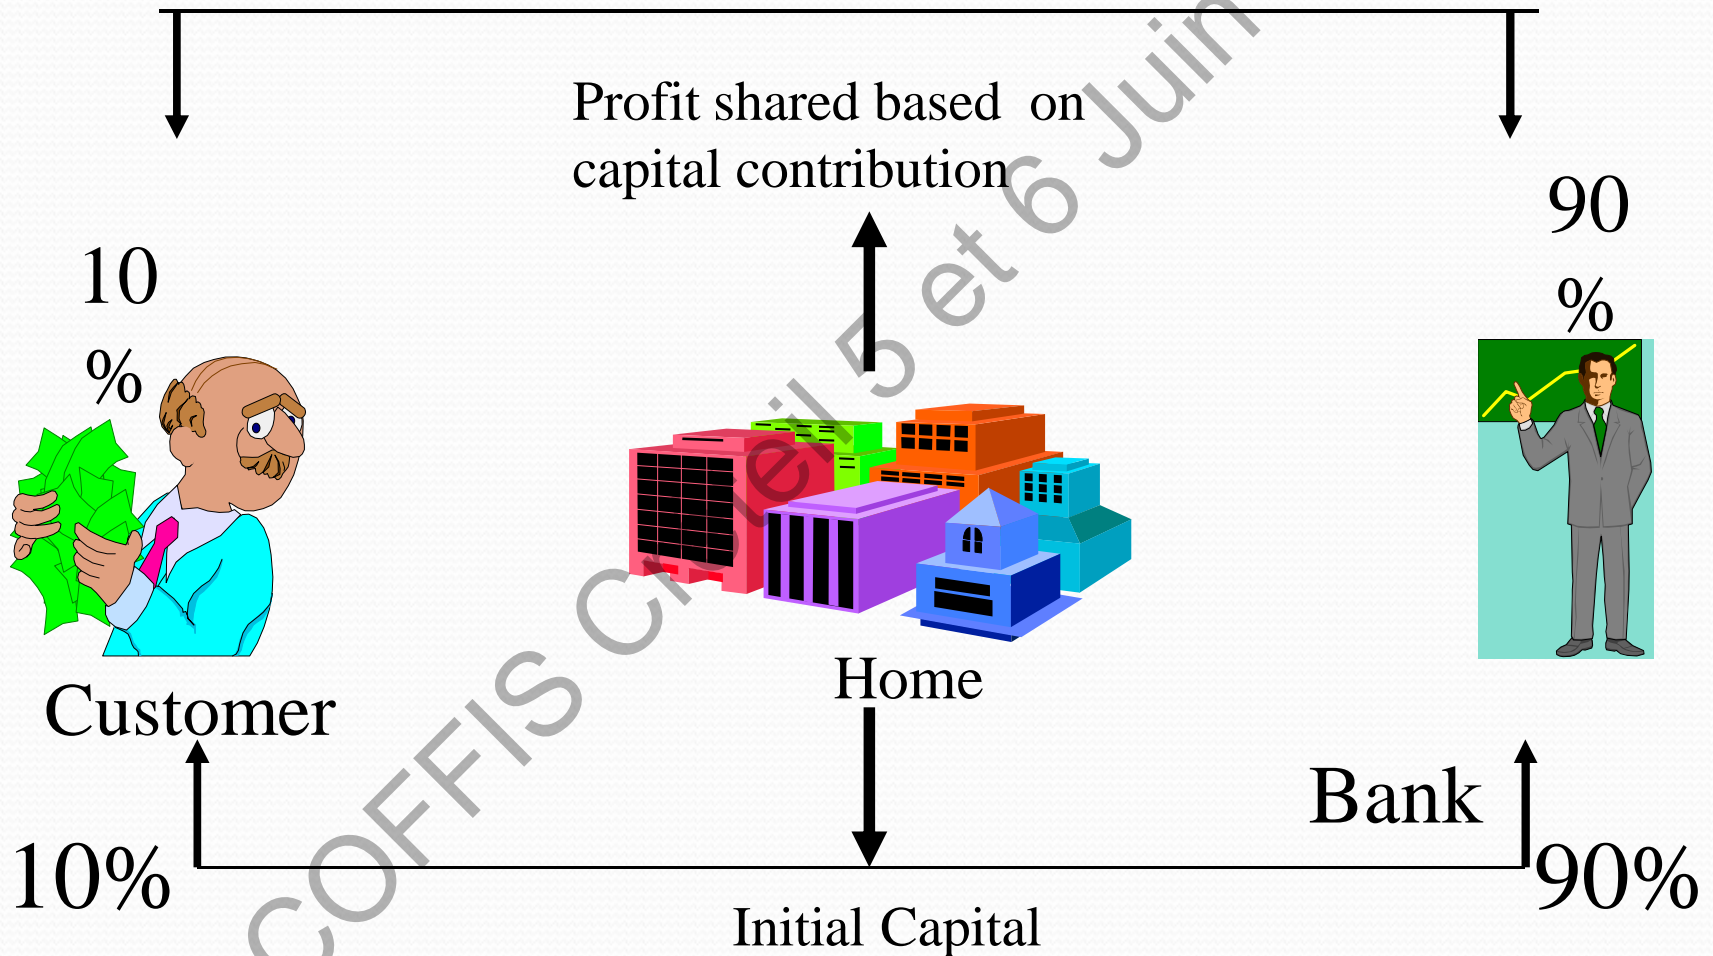 Profit shared based on
capital contribution
90
%
10
%
Home
Customer
Bank
10%
90%
Initial Capital
COFFIS Créteil 5 et 6 Juin